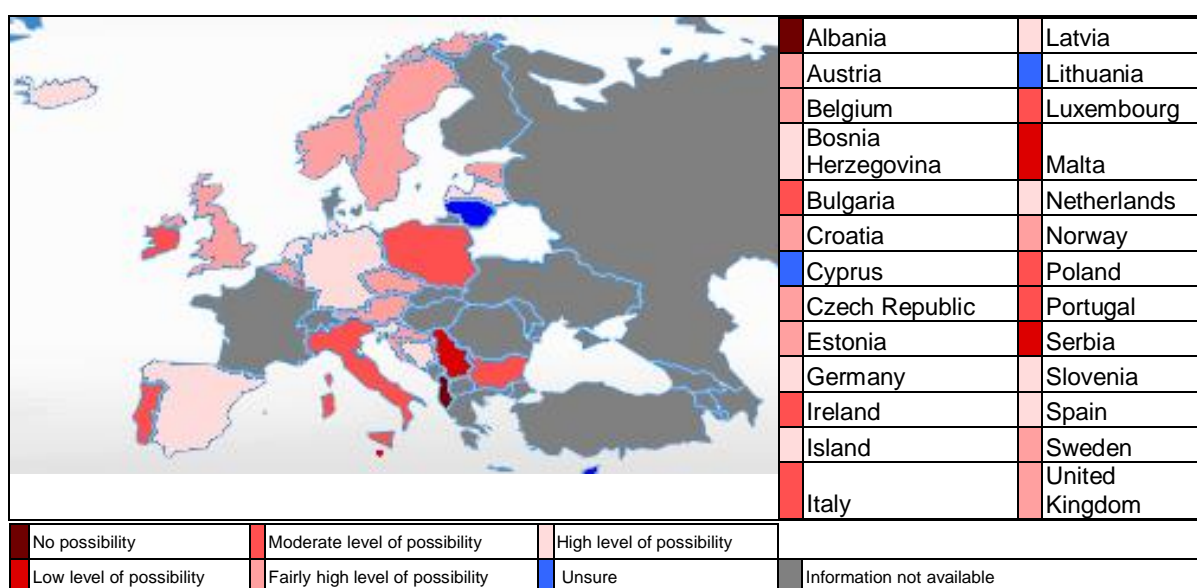 Albania
Latvia
Austria
Lithuania
Belgium
Luxembourg
Bosnia
Herzegovina
Malta
Bulgaria
Netherlands
Croatia
Norway
Cyprus
Poland
Czech Republic
Portugal
Estonia
Serbia
Germany
Slovenia
Ireland
Spain
Island
Sweden
Italy
United
Kingdom
No possibility
Moderate level of possibility
High level of possibility
Low level of possibility
Fairly high level of possibility
Unsure
Information not available